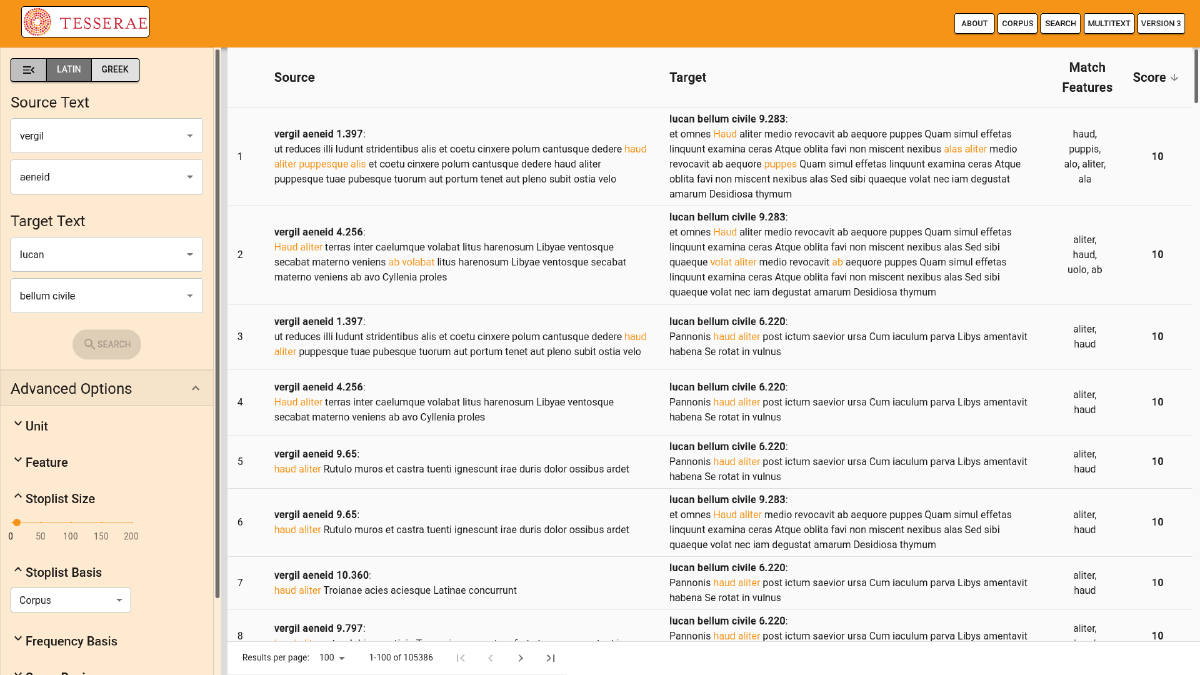 TESSERAE
ABOUT
CORPUS
SEARCH
MULTITEXT
VERSION 3
LATIN
GREEK
Source Text
vergil
aeneid
Target Text
lucan
bellum civile
SEARCH
Advanced Options
Unit
Feature
Stoplist Size
0 50 100 150 200
Stoplist Basis
Corpus
Frequency Basis
Source
Target
Match
Features
Score
1
vergil aeneid 1.397:
ut reduces illi ludunt stridentibus alis et coetu cinxere polum cantusque dedere haud
aliter puppesque alis et coetu cinxere polum cantusque dedere haud aliter
puppesque tuae pubesque tuorum aut portum tenet aut pleno subit ostia velo
lucan bellum civile 9.283:
et omnes Haud aliter medio revocavit ab aequore puppes Quam simul effetas
linquunt examina ceras Atque oblita favi non miscent nexibus alas aliter medio
revocavit ab aequore puppes Quam simul effetas linquunt examina ceras Atque
oblita favi non miscent nexibus alas Sed sibi quaeque volat nec iam degustat
amarum Desidiosa thymum
haud,
puppis,
alo, aliter,
ala
10
2
vergil aeneid 4.256:
Haud aliter terras inter caelumque volabat litus harenosum Libyae ventosque
secabat materno veniens ab volabat litus harenosum Libyae ventosque secabat
materno veniens ab avo Cyllenia proles
lucan bellum civile 9.283:
et omnes Haud aliter medio revocavit ab aequore puppes Quam simul effetas
linquunt examina ceras Atque oblita favi non miscent nexibus alas Sed sibi
quaeque volat aliter medio revocavit ab aequore puppes Quam simul effetas
linquunt examina ceras Atque oblita favi non miscent nexibus alas Sed sibi
quaeque volat nec iam degustat amarum Desidiosa thymum
aliter,
haud,
uolo, ab
10
3
vergil aeneid 1.397:
ut reduces illi ludunt stridentibus alis et coetu cinxere polum cantusque dedere haud
aliter puppesque tuae pubesque tuorum aut portum tenet aut pleno subit ostia velo
lucan bellum civile 6.220:
Pannonis haud aliter post ictum saevior ursa Cum iaculum parva Libys amentavit
habena Se rotat in vulnus
aliter,
haud
10
4
vergil aeneid 4.256:
Haud aliter terras inter caelumque volabat litus harenosum Libyae ventosque
secabat materno veniens ab avo Cyllenia proles
lucan bellum civile 6.220:
Pannonis haud aliter post ictum saevior ursa Cum iaculum parva Libys amentavit
habena Se rotat in vulnus
aliter,
haud
10
5
vergil aeneid 9.65:
haud aliter Rutulo muros et castra tuenti ignescunt irae duris dolor ossibus ardet
lucan bellum civile 6.220:
Pannonis haud aliter post ictum saevior ursa Cum iaculum parva Libys amentavit
habena Se rotat in vulnus
aliter,
haud
10
6
vergil aeneid 9.65:
haud aliter Rutulo muros et castra tuenti ignescunt irae duris dolor ossibus ardet
lucan bellum civile 9.283:
et omnes Haud aliter medio revocavit ab aequore puppes Quam simul effetas
linquunt examina ceras Atque oblita favi non miscent nexibus alas Sed sibi
quaeque volat nec iam degustat amarum Desidiosa thymum
aliter,
haud
10
7
vergil aeneid 10.360:
haud aliter Troianae acies aciesque Latinae concurrunt
lucan bellum civile 6.220:
Pannonis haud aliter post ictum saevior ursa Cum iaculum parva Libys amentavit
habena Se rotat in vulnus
aliter,
haud
10
8
vergil aeneid 9.797:
lucan bellum civile 6.220:
Pannonis haud aliter post ictum saevior ursa Cum iaculum parva Libys amentavit
aliter,
10
Results per page: 100 1-100 of 105386